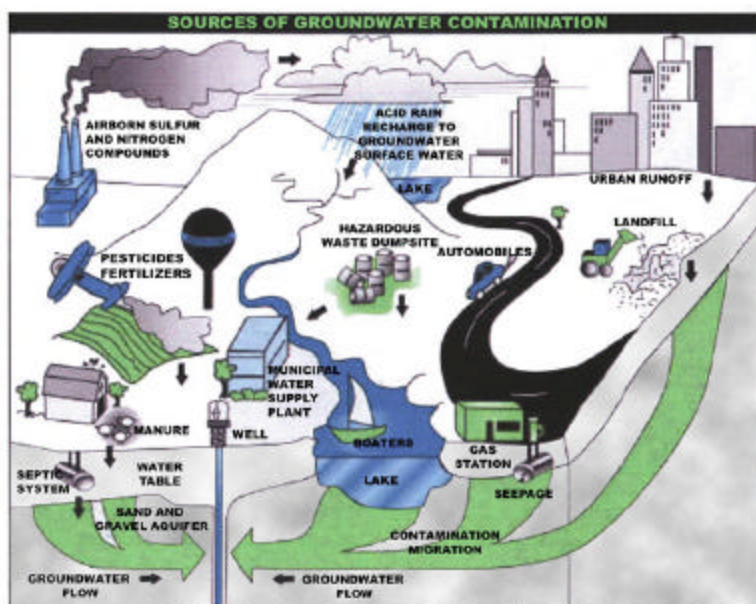 SOURCES OF GROUNDWATER CONTAMINATION
AIRBORN SULFUR
AND NITROGEN
COMPOUNDS
ACID RAIN
RECHARGE TO
GROUNDWATER
SURFACE WATER
LAKE
URBAN RUNOFF
LANDFILL
HAZARDOUS
WASTE DUMPSITE
AUTOMOBILES
PESTICIDES
FERTILIZERS
MUNICIPAL
WATER
SUPPLY
PLANT
MANURE
WELL
BOATERS
GAS
STATION
SEPTIC
SYSTEM
WATER
TABLE
LAKE
SEEPAGE
SAND AND
GRAVEL AQUIFER
CONTAMINATION
MIGRATION
GROUNDWATER
FLOW
GROUNDWATER
FLOW